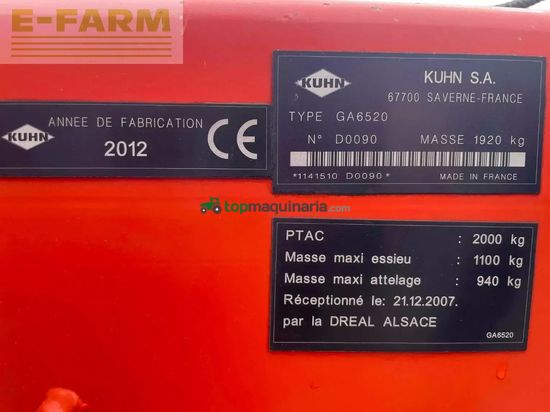 E-FARM
KUHN
ANNEE DE FABRICATION
2012
CE
KUHN
KUHN S.A.
67700 SAVERNE-FRANCE
TYPE GA6520
N° D0090 MASSE 1920 kg
*1141510 D0090*
MADE IN FRANCE
topmaquinaria.com
PTAC : 2000 kg
Masse maxi essieu : 1100 kg
Masse maxi attelage : 940 kg
Réceptionné le: 21.12.2007.
par la DREAL ALSACE
GA6520